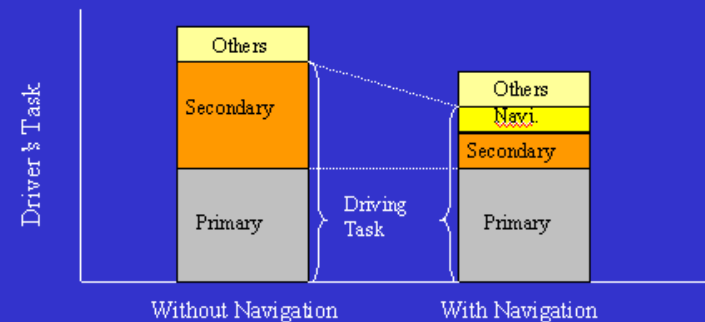 Driver's Task
Others
Secondary
Primary
Driving
Task
Others
Navi.
Secondary
Primary
Without Navigation
With Navigation